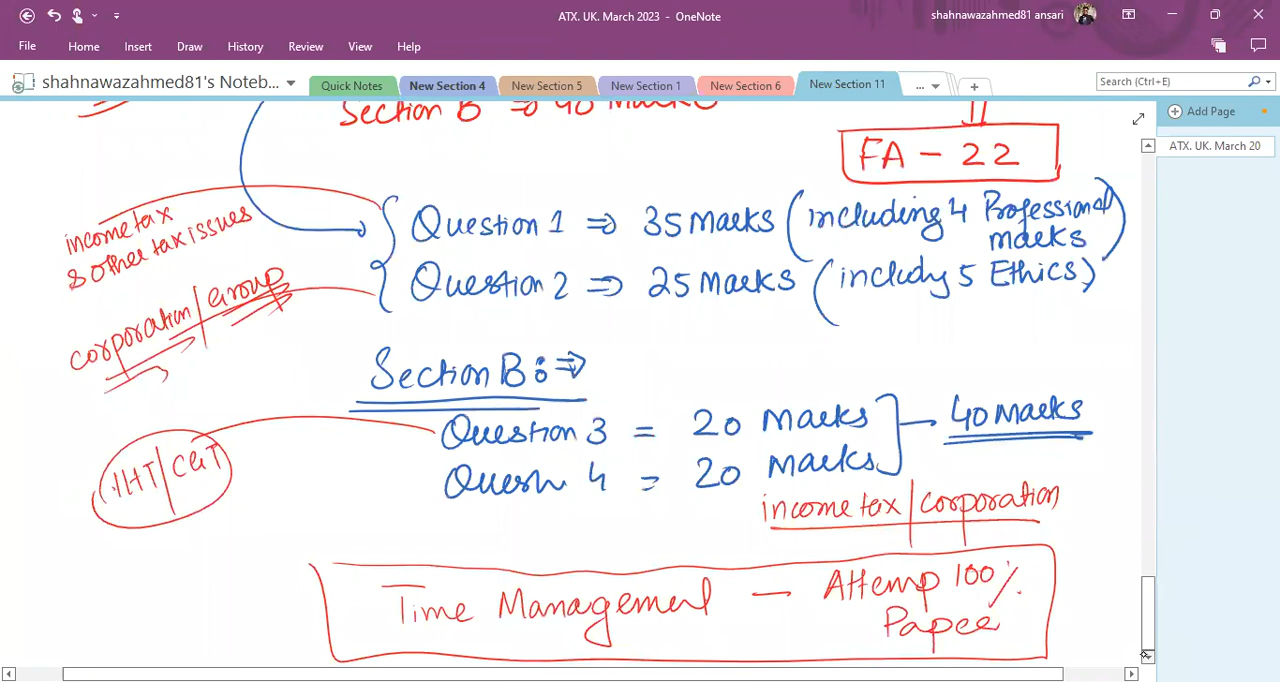 ATX. UK. March 2023 - OneNote
shahnawazahmed81 ansari
File Home Insert Draw History Review View Help
shahnawazahmed81's Noteb...
Quick Notes
New Section 4
New Section 5
New Section 1
New Section 6
New Section 11
...
Search (Ctrl+E)
Add Page
ATX. UK. March 20
Section B ⇒ 40 Marks
FA - 22
income tax
& other tax issues
Question 1 ⇒ 35 Marks (including 4 Professional
marks)
Question 2 ⇒ 25 Marks (includy 5 Ethics)
corporation/Group
Section B: ⇒
Question 3 = 20 Marks
40 Marks
Quesn 4 = 20 Marks
IHT/CGT
income tax | corporation
Time Management - Attemp 100%.
Paper